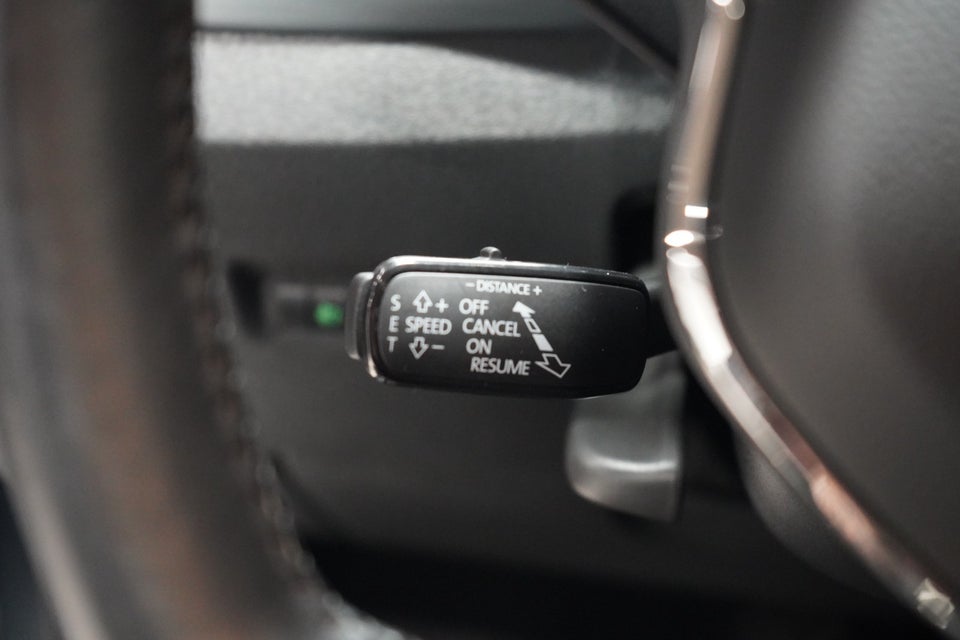 - DISTANCE +
S + OFF
E SPEED CANCEL
T - ON
RESUME